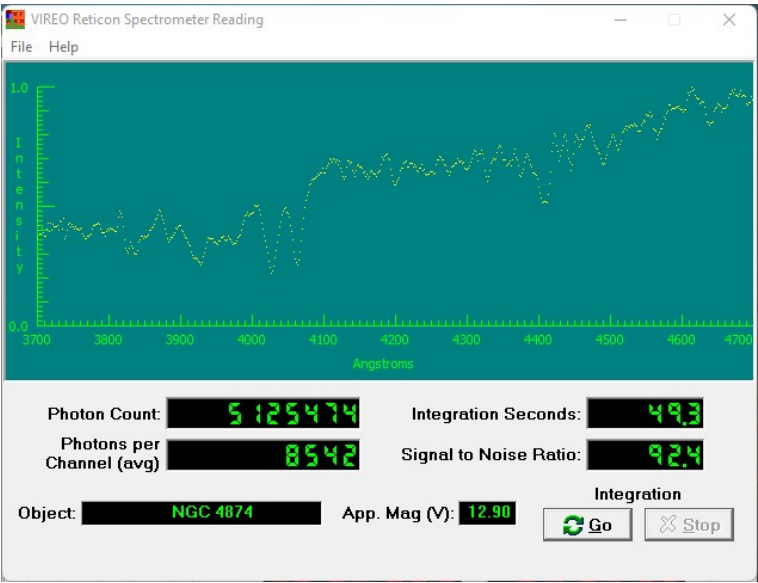 VIREO Reticon Spectrometer Reading
File Help
1.0
Intensity
0.0
3700 3800 3900 4000 4100 4200 4300 4400 4500 4600 4700
Angstroms
Photon Count: 5125474 Integration Seconds: 49.3
Photons per Channel (avg) 8542 Signal to Noise Ratio: 92.4
Integration
Object: NGC 4874 App. Mag (V): 12.90 Go Stop